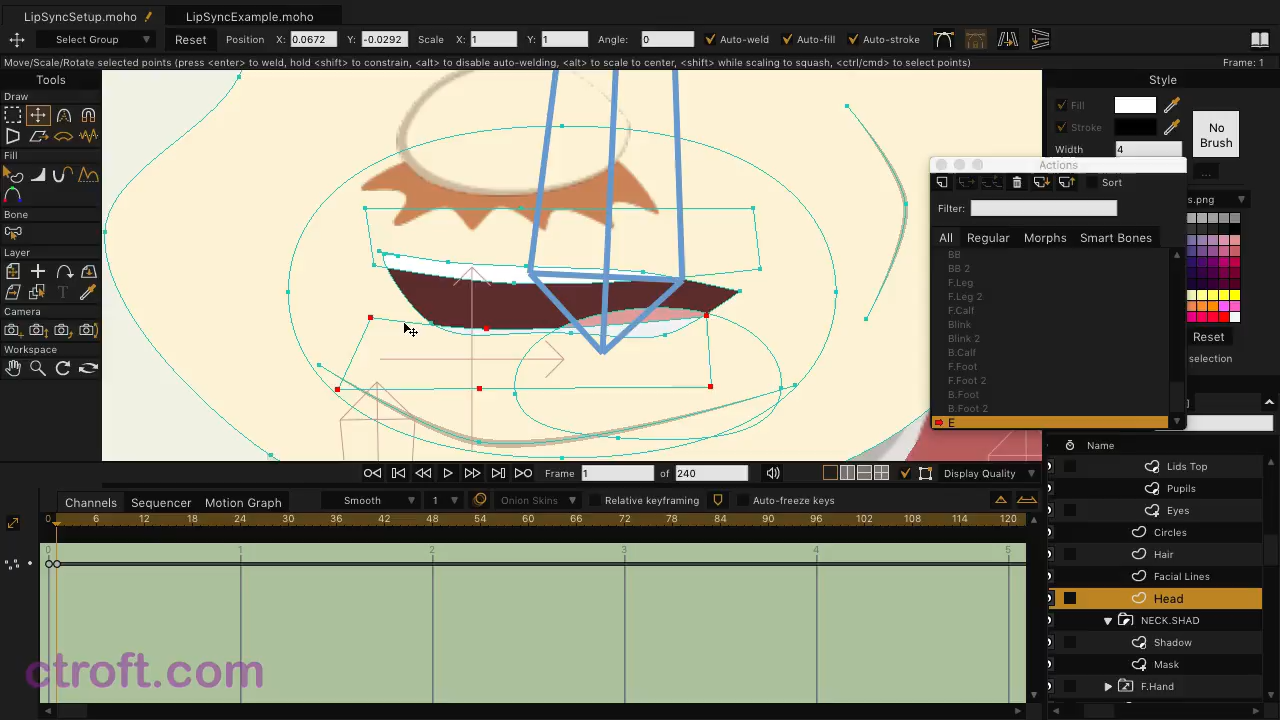 LipSyncSetup.moho
LipSyncExample.moho
Select Group
Reset
Position X: 0.0672 Y: -0.0292 Scale X: 1 Y: 1 Angle: 0 Auto-weld Auto-fill Auto-stroke
Move/Scale/Rotate selected points (press <enter> to weld, hold <shift> to constrain, <alt> to disable auto-welding, <alt> to scale to center, <shift> while scaling to squash, <ctrl/cmd> to select points)
Frame: 1
Tools
Draw
Fill
Bone
Layer
Camera
Workspace
Style
Fill
Stroke
No
Brush
Width 4
...
s.png
Reset
selection
Actions
Sort
Filter:
All Regular Morphs Smart Bones
BB
BB 2
F.Leg
F.Leg 2
F.Calf
Blink
Blink 2
B.Calf
F.Foot
F.Foot 2
B.Foot
B.Foot 2
E
Name
Lids Top
Pupils
Eyes
Circles
Hair
Facial Lines
Head
NECK.SHAD
Shadow
Mask
F.Hand
Frame 1 of 240
Display Quality
Channels Sequencer Motion Graph
Smooth 1 Onion Skins Relative keyframing Auto-freeze keys
0 6 12 18 24 30 36 42 48 54 60 66 72 78 84 90 96 102 108 114 120
0 1 2 3 4 5
ctroft.com